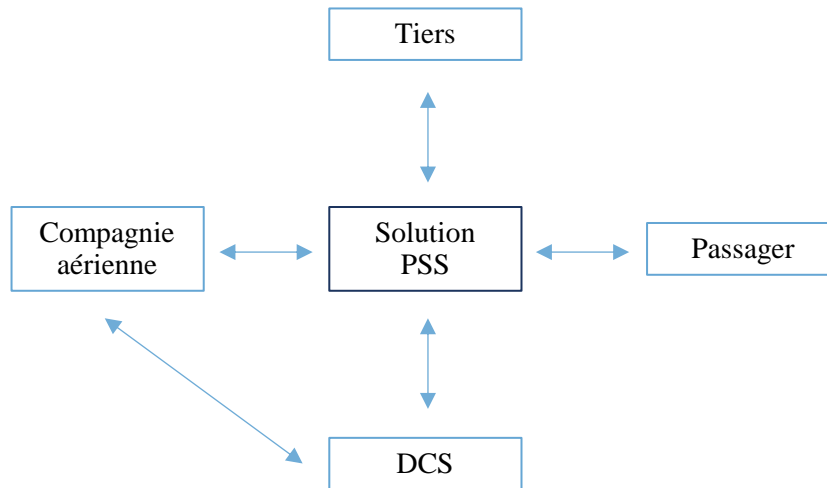 Tiers
Compagnie
aérienne
Solution
PSS
Passager
DCS